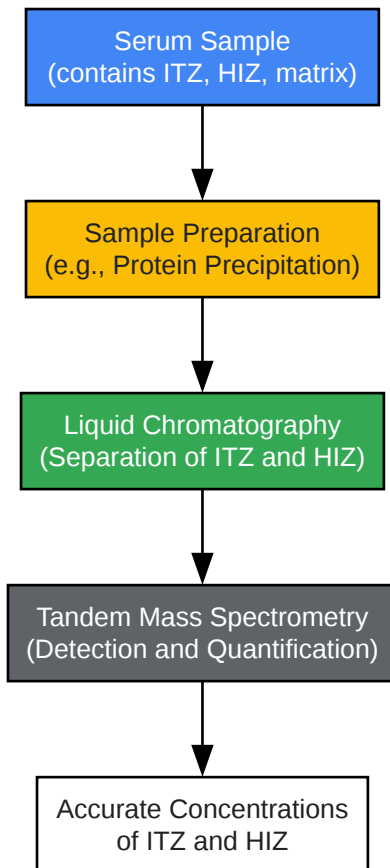 Serum Sample
(contains ITZ, HIZ, matrix)
Sample Preparation
(e.g., Protein Precipitation)
Liquid Chromatography
(Separation of ITZ and HIZ)
Tandem Mass Spectrometry
(Detection and Quantification)
Accurate Concentrations
of ITZ and HIZ